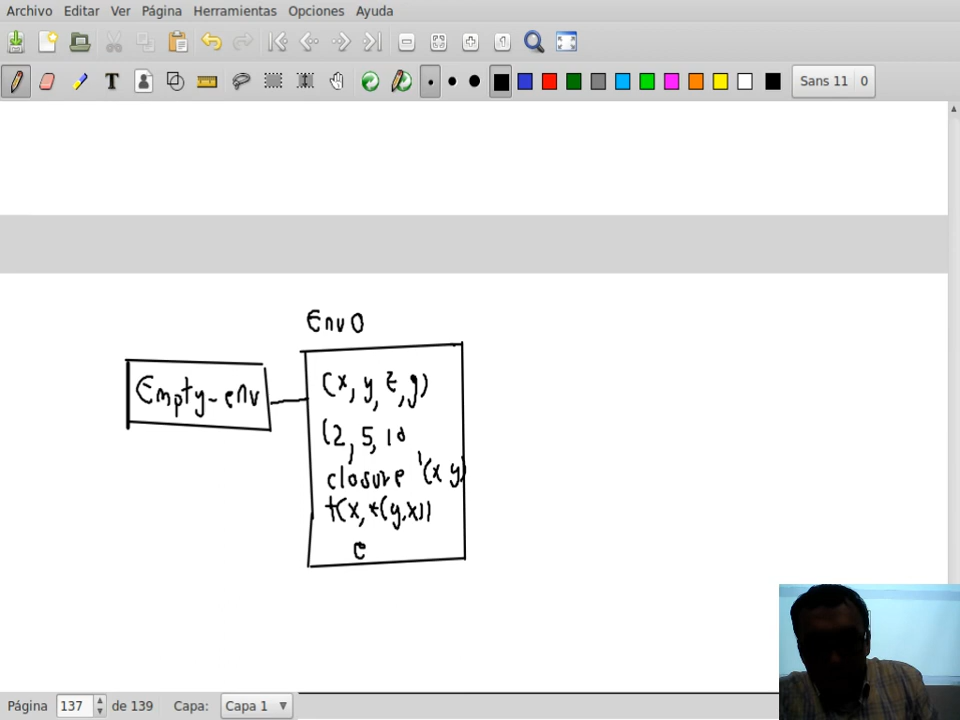 Archivo Editar Ver Página Herramientas Opciones Ayuda
T Sans 11 0
Env0
Empty-env
(x, y, z, g)
(2, 5, 10
closure '(x y)
+(x, *(y,x))
e
Página 137 de 139 Capa: Capa 1